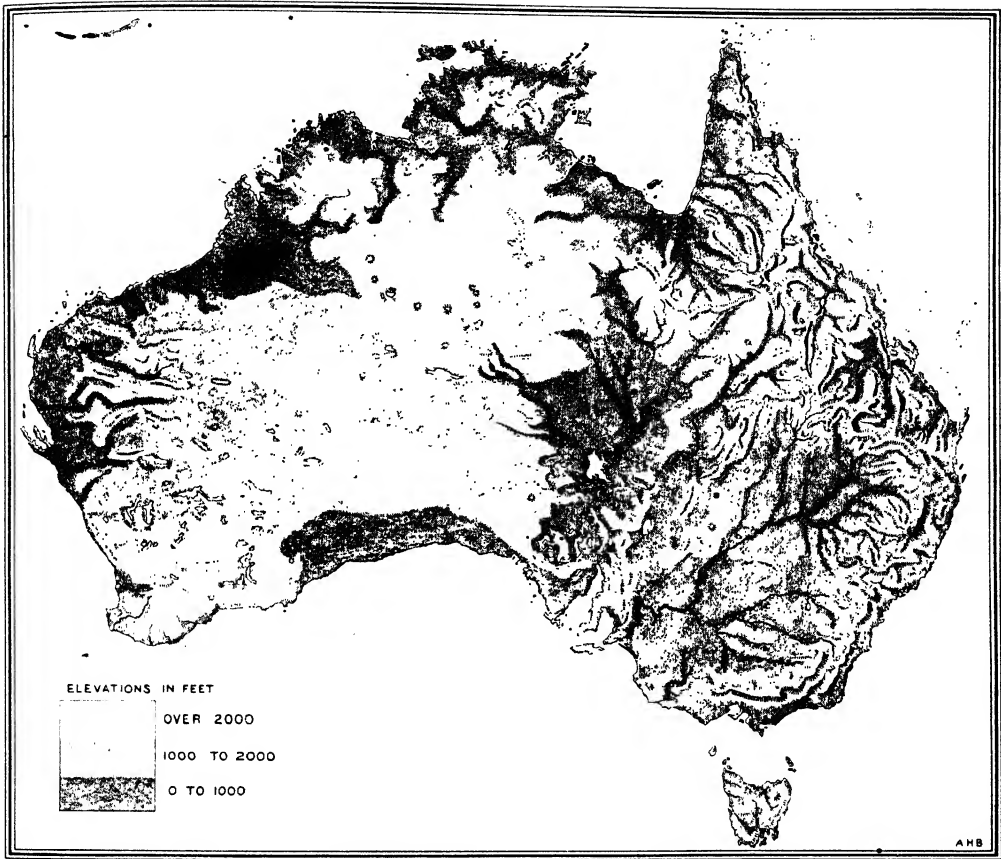 ELEVATIONS IN FEET
OVER 2000
1000 TO 2000
0 TO 1000
AHB